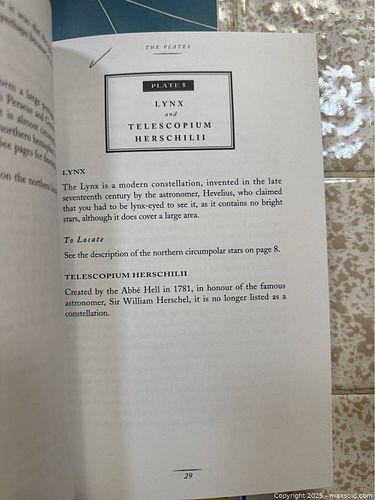 THE PLATES
PLATE 8
LYNX
and
TELESCOPIUM
HERSCHILII
LYNX
The Lynx is a modern constellation, invented in the late
seventeenth century by the astronomer, Hevelius, who claimed
that you had to be lynx-eyed to see it, as it contains no bright
stars, although it does cover a large area.
To Locate
See the description of the northern circumpolar stars on page 8.
TELESCOPIUM HERSCHILII
Created by the Abbé Hell in 1781, in honour of the famous
astronomer, Sir William Herschel, it is no longer listed as a
constellation.
29
Copyright 2025 - maxsold.com